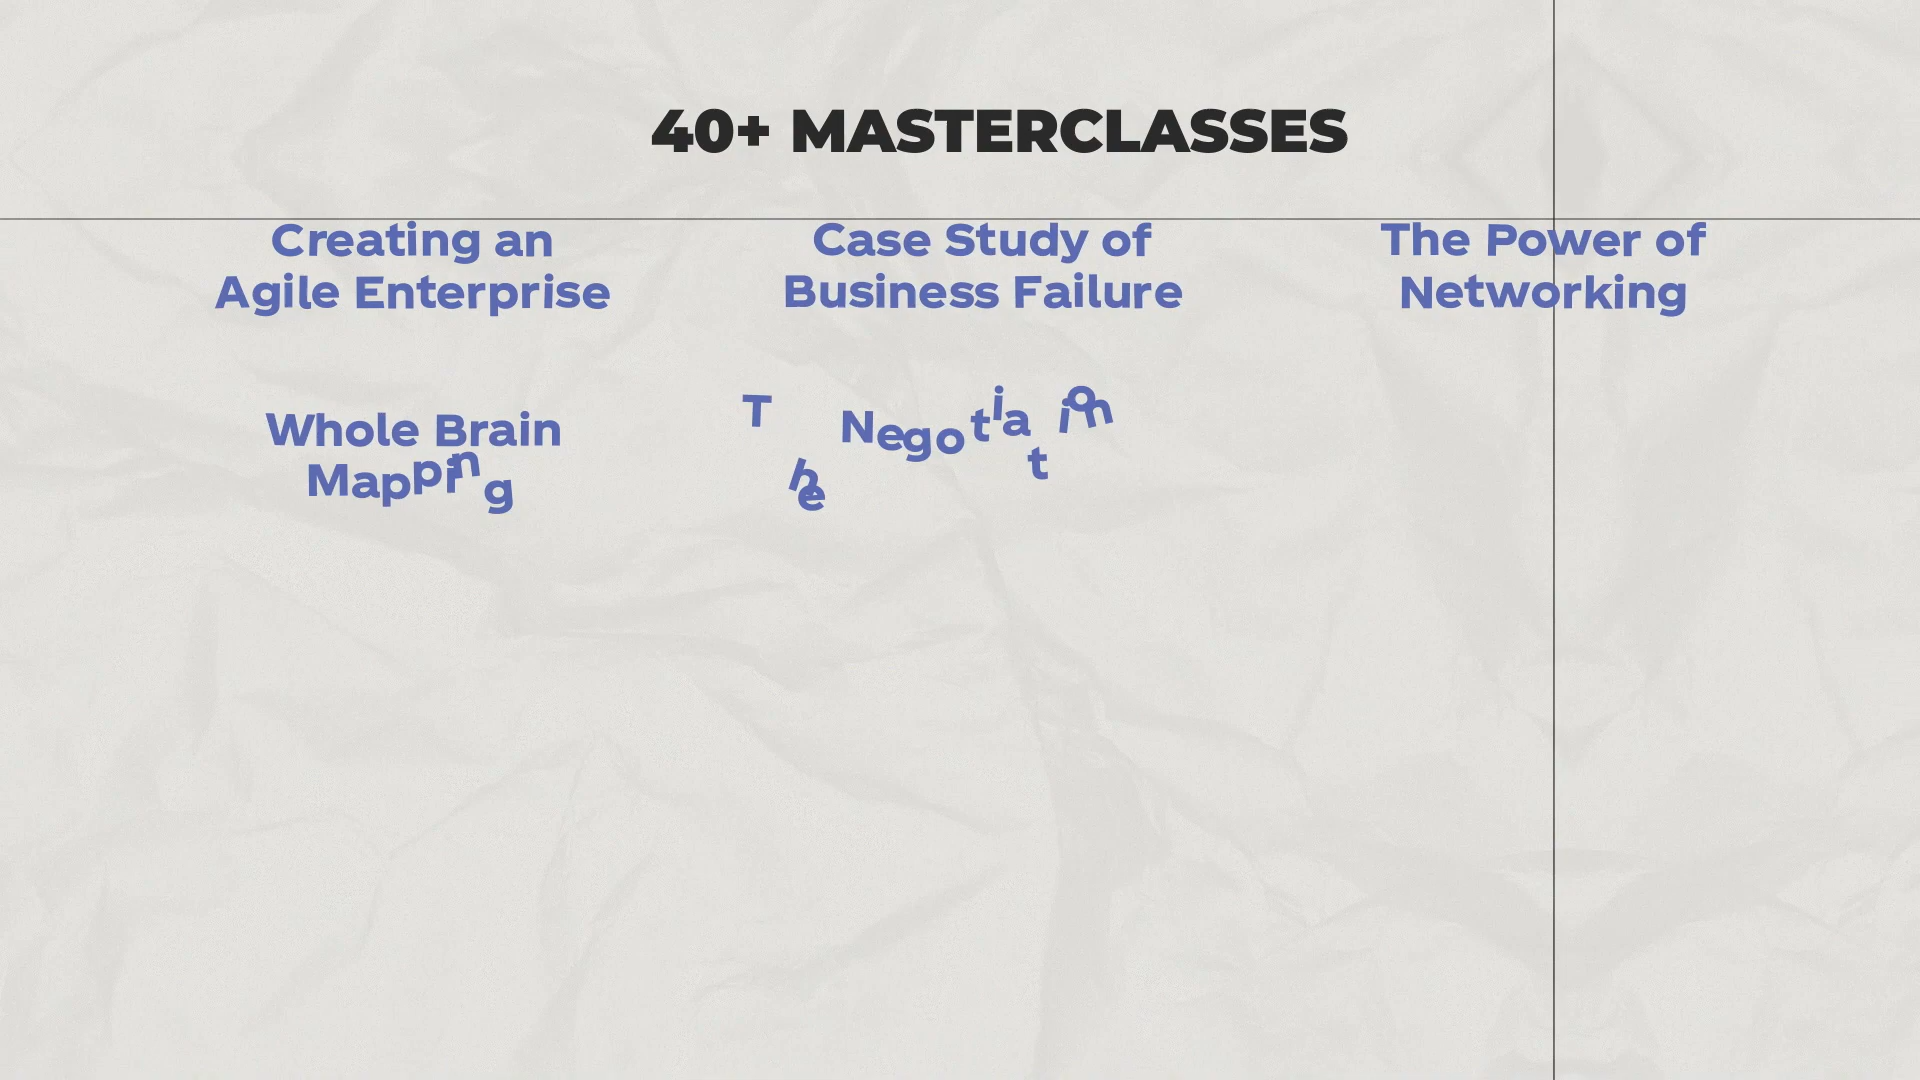 40+ MASTERCLASSES
Creating an
Agile Enterprise
Case Study of
Business Failure
The Power of
Networking
Whole Brain
Mapping
The Negotiation